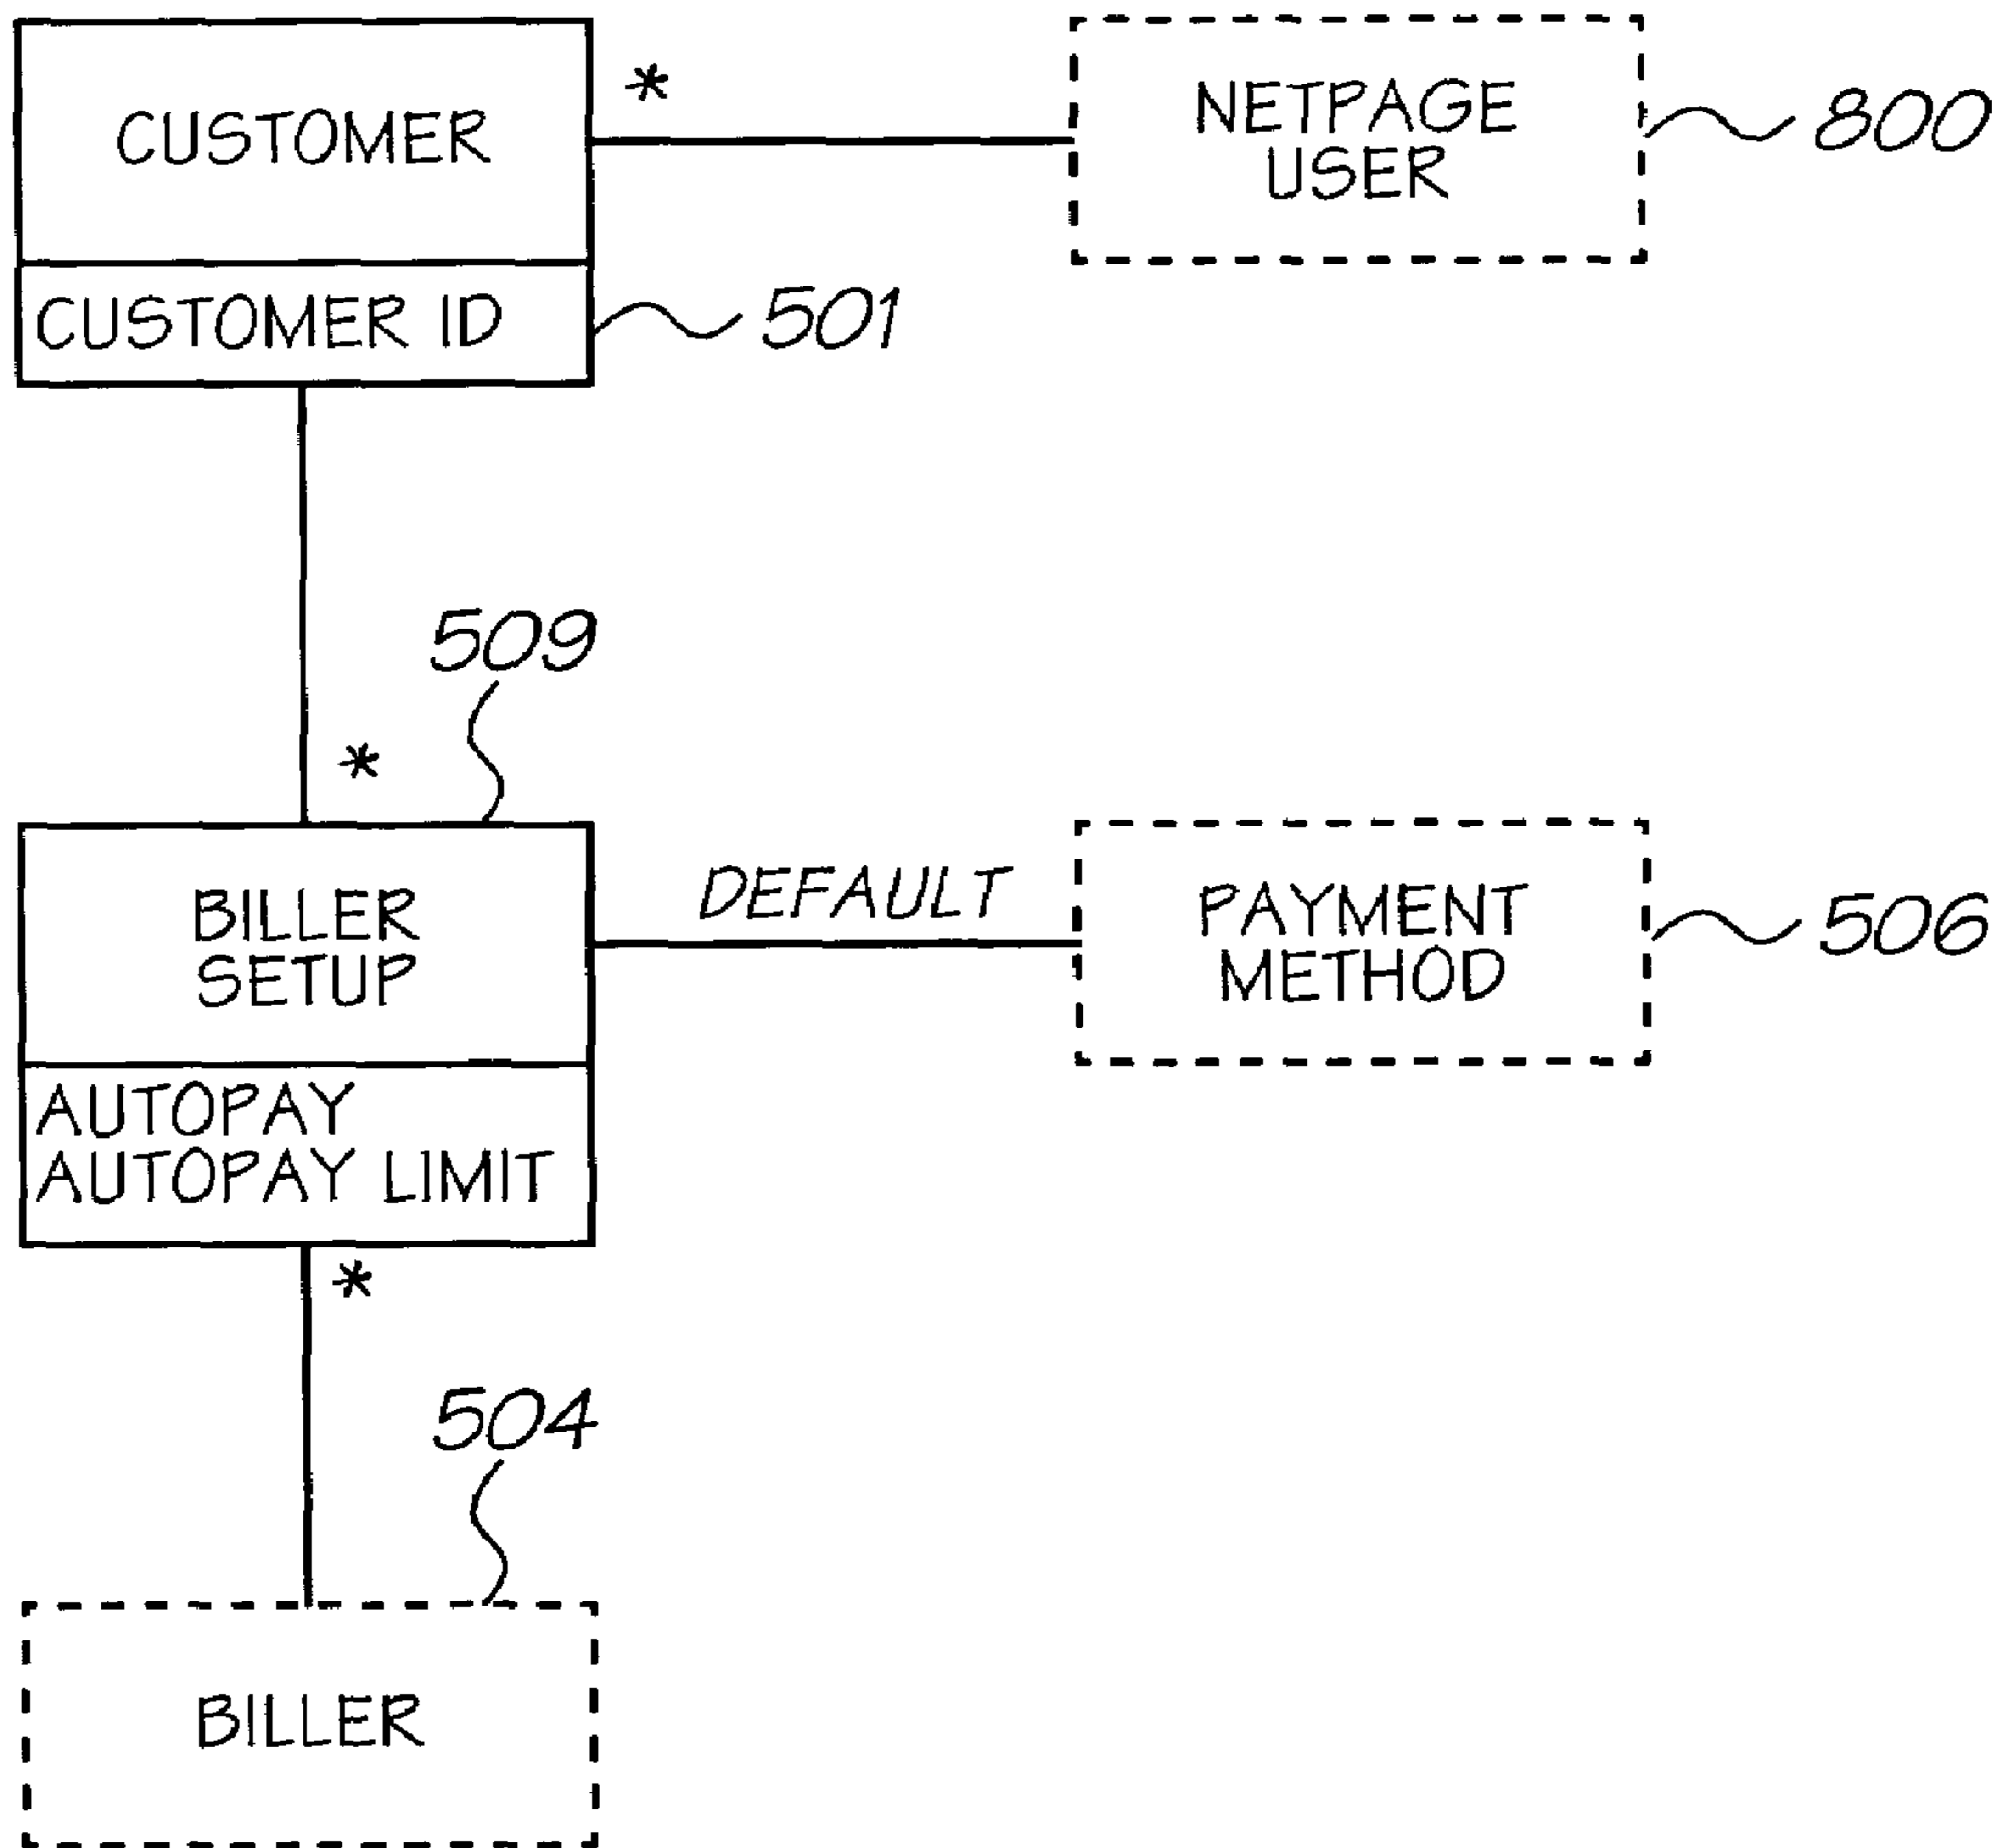 CUSTOMER
*
NETPAGE
USER
800
CUSTOMER ID
501
509
*
BILLER
SETUP
DEFAULT
PAYMENT
METHOD
506
AUTOPAY
AUTOPAY LIMIT
*
504
BILLER